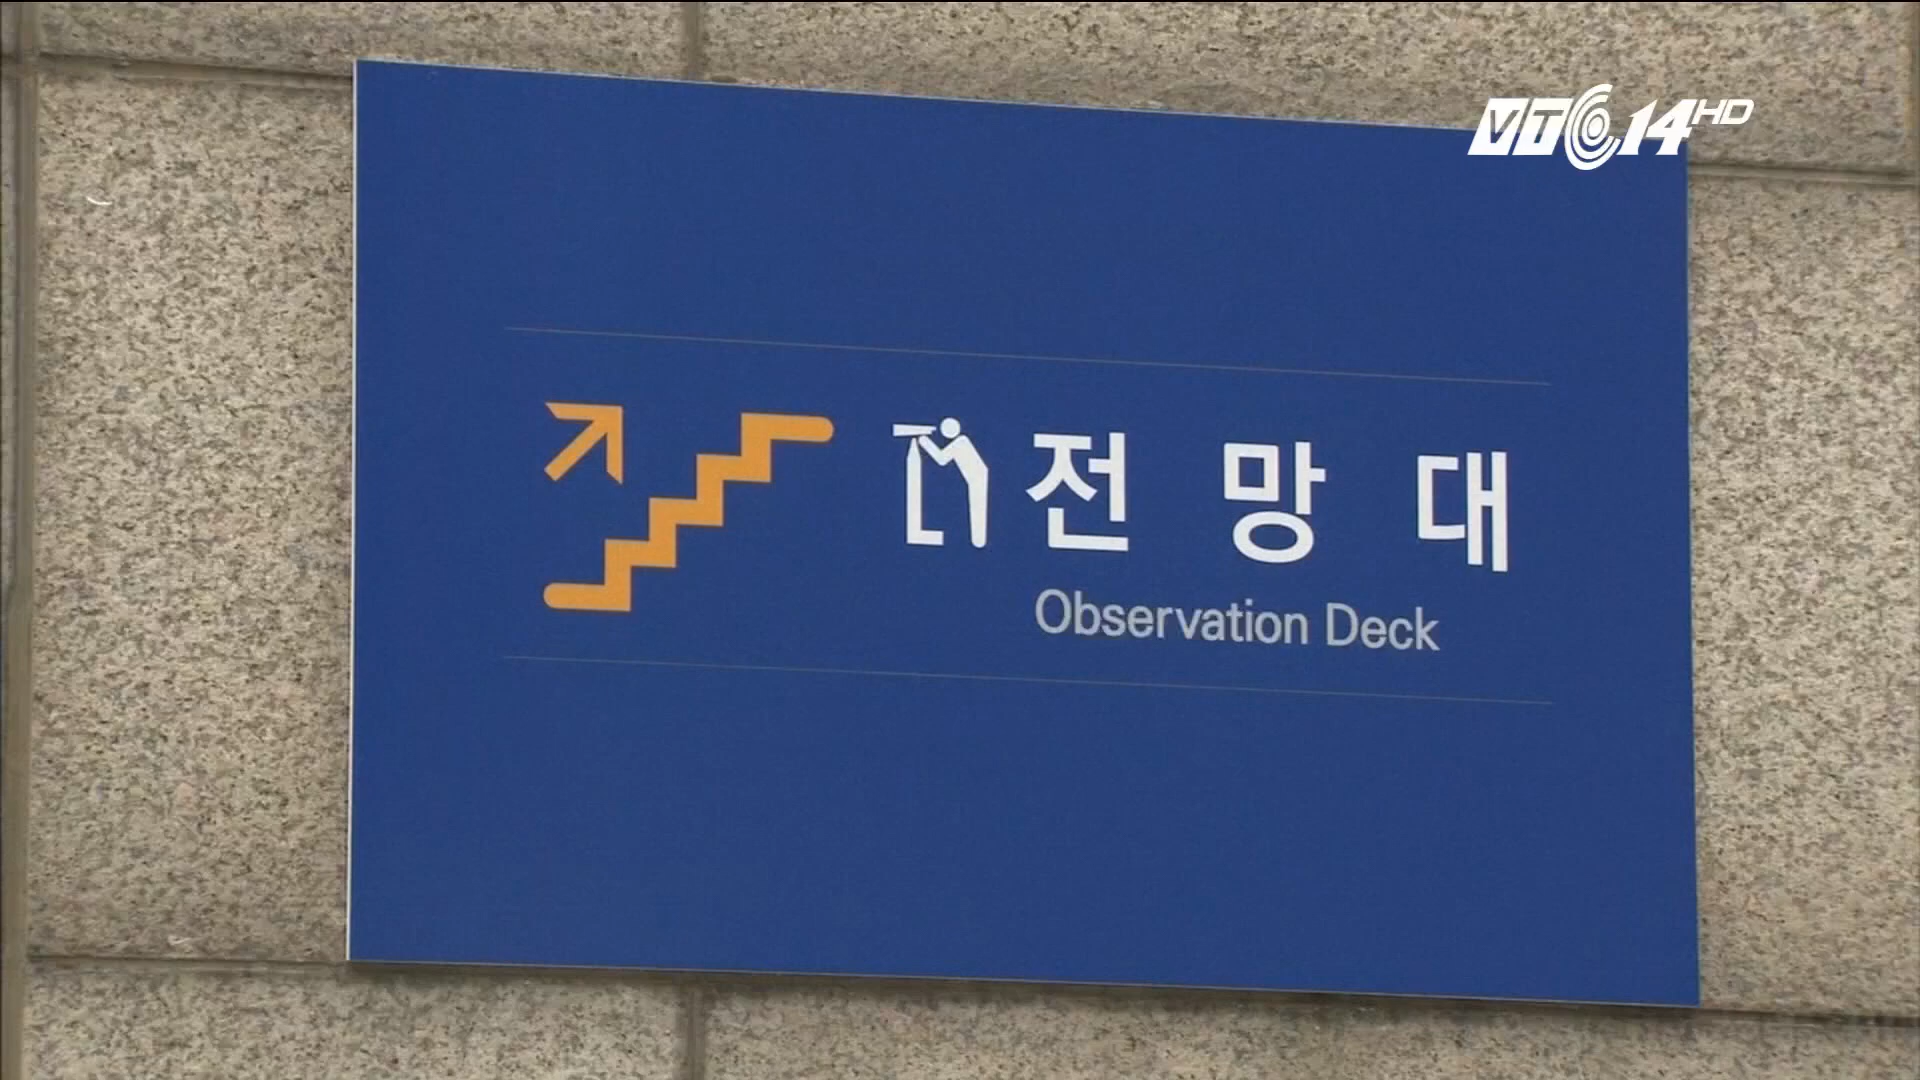 VTC14HD
전 망 대
Observation Deck